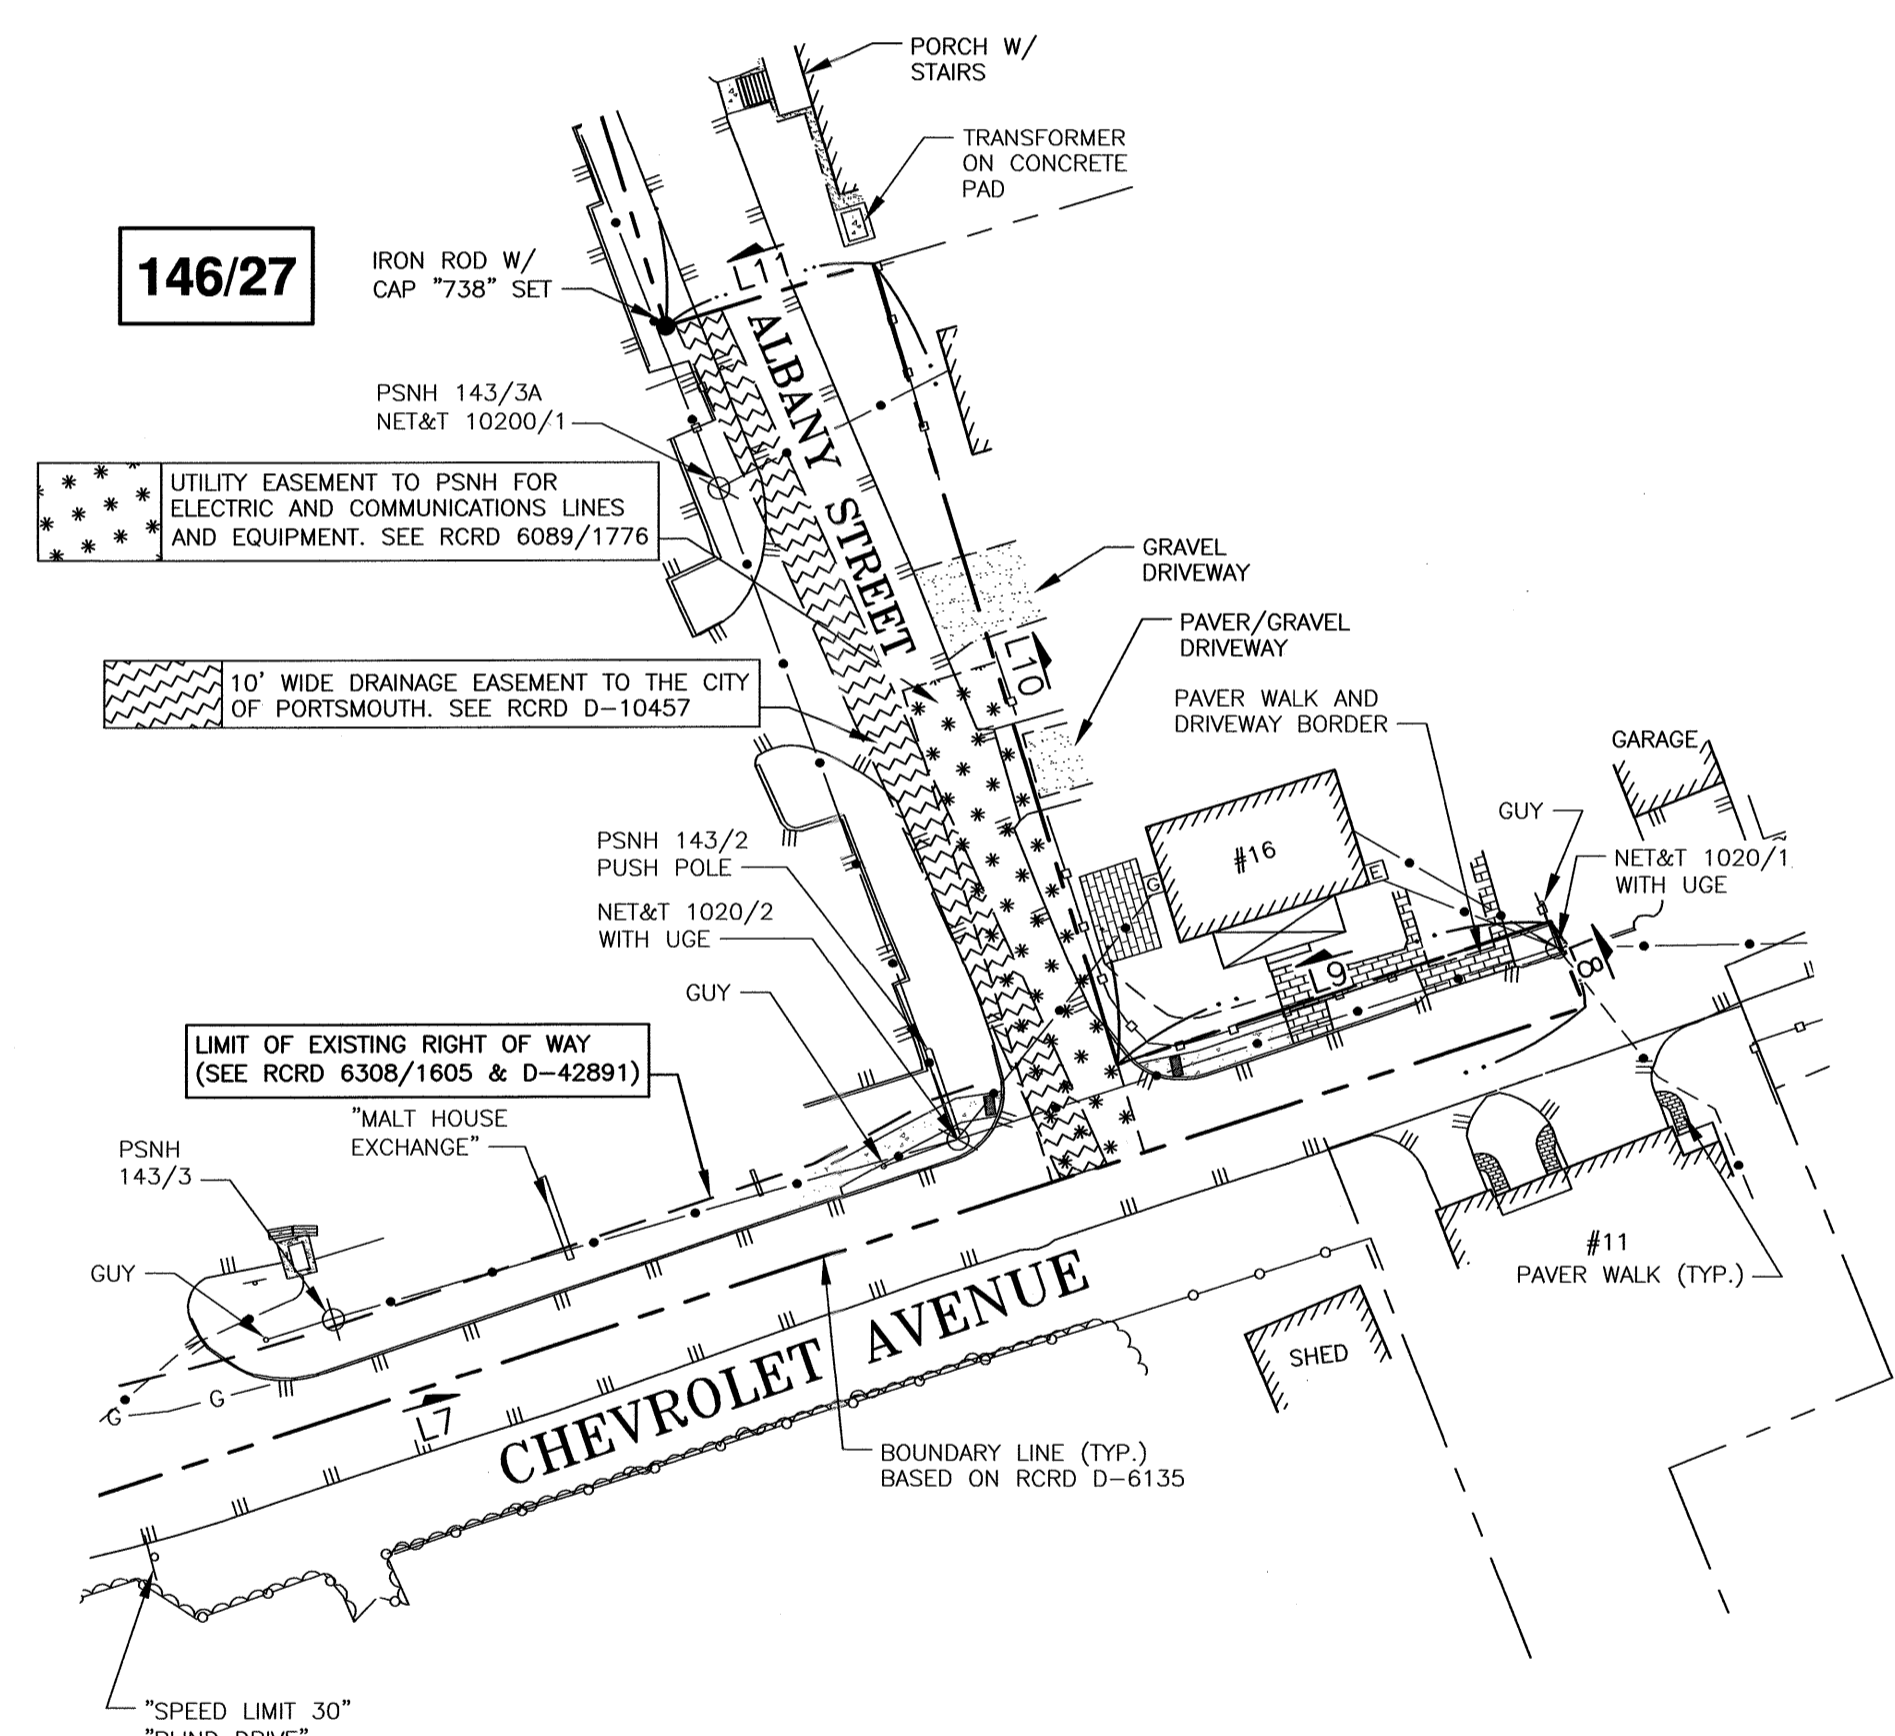 PORCH W/
STAIRS
TRANSFORMER
ON CONCRETE
PAD
146/27
IRON ROD W/
CAP "738" SET
L11
ALBANY STREET
PSNH 143/3A
NET&T 10200/1
UTILITY EASEMENT TO PSNH FOR
ELECTRIC AND COMMUNICATIONS LINES
AND EQUIPMENT. SEE RCRD 6089/1776
GRAVEL
DRIVEWAY
PAVER/GRAVEL
DRIVEWAY
L10
10' WIDE DRAINAGE EASEMENT TO THE CITY
OF PORTSMOUTH. SEE RCRD D-10457
PAVER WALK AND
DRIVEWAY BORDER
GARAGE
GUY
PSNH 143/2
PUSH POLE
#16
G
E
NET&T 1020/1
WITH UGE
NET&T 1020/2
WITH UGE
L9
8
GUY
LIMIT OF EXISTING RIGHT OF WAY
(SEE RCRD 6308/1605 & D-42891)
"MALT HOUSE
EXCHANGE"
PSNH
143/3
GUY
#11
PAVER WALK (TYP.)
SHED
G
G
L7
CHEVROLET AVENUE
BOUNDARY LINE (TYP.)
BASED ON RCRD D-6135
"SPEED LIMIT 30"
"BLIND DRIVE"